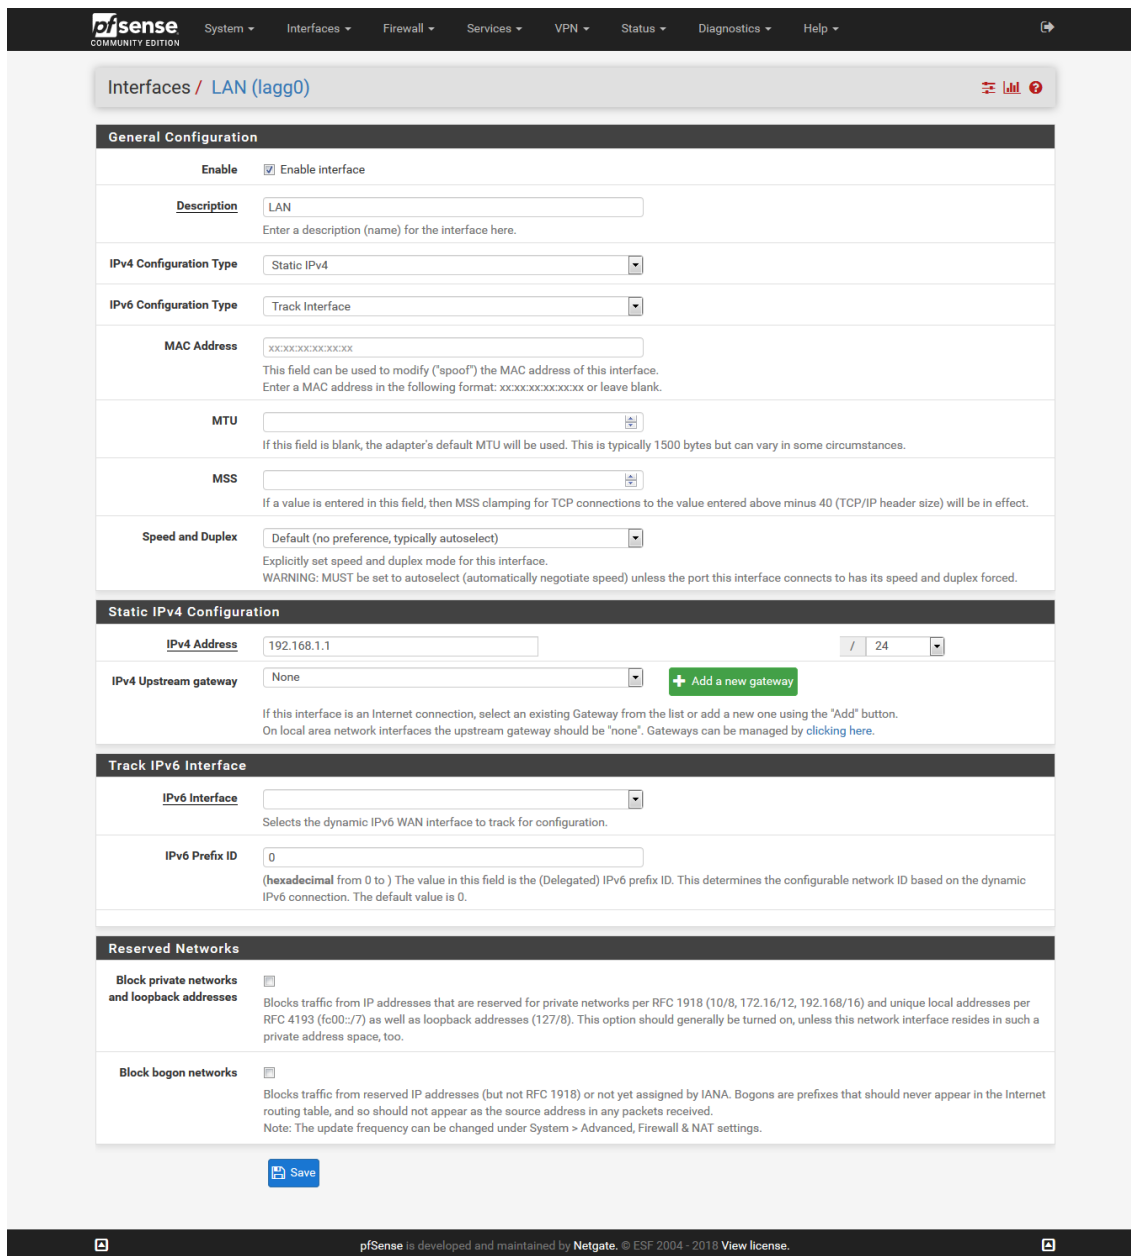 pfsense System Interfaces Firewall Services VPN Status Diagnostics Help
COMMUNITY EDITION
Interfaces / LAN (lagg0)
General Configuration
Enable Enable interface
Description LAN
Enter a description (name) for the interface here.
IPv4 Configuration Type Static IPv4
IPv6 Configuration Type Track Interface
MAC Address xx:xx:xx:xx:xx:xx
This field can be used to modify ("spoof") the MAC address of this interface.
Enter a MAC address in the following format: xx:xx:xx:xx:xx:xx or leave blank.
MTU
If this field is blank, the adapter's default MTU will be used. This is typically 1500 bytes but can vary in some circumstances.
MSS
If a value is entered in this field, then MSS clamping for TCP connections to the value entered above minus 40 (TCP/IP header size) will be in effect.
Speed and Duplex Default (no preference, typically autoselect)
Explicitly set speed and duplex mode for this interface.
WARNING: MUST be set to autoselect (automatically negotiate speed) unless the port this interface connects to has its speed and duplex forced.
Static IPv4 Configuration
IPv4 Address 192.168.1.1 / 24
IPv4 Upstream gateway None Add a new gateway
If this interface is an Internet connection, select an existing Gateway from the list or add a new one using the "Add" button.
On local area network interfaces the upstream gateway should be "none". Gateways can be managed by clicking here.
Track IPv6 Interface
IPv6 Interface
Selects the dynamic IPv6 WAN interface to track for configuration.
IPv6 Prefix ID 0
(hexadecimal from 0 to ) The value in this field is the (Delegated) IPv6 prefix ID. This determines the configurable network ID based on the dynamic
IPv6 connection. The default value is 0.
Reserved Networks
Block private networks
and loopback addresses
Blocks traffic from IP addresses that are reserved for private networks per RFC 1918 (10/8, 172.16/12, 192.168/16) and unique local addresses per
RFC 4193 (fc00::/7) as well as loopback addresses (127/8). This option should generally be turned on, unless this network interface resides in such a
private address space, too.
Block bogon networks
Blocks traffic from reserved IP addresses (but not RFC 1918) or not yet assigned by IANA. Bogons are prefixes that should never appear in the Internet
routing table, and so should not appear as the source address in any packets received.
Note: The update frequency can be changed under System > Advanced, Firewall & NAT settings.
Save
pfSense is developed and maintained by Netgate. © ESF 2004 - 2018 View license.